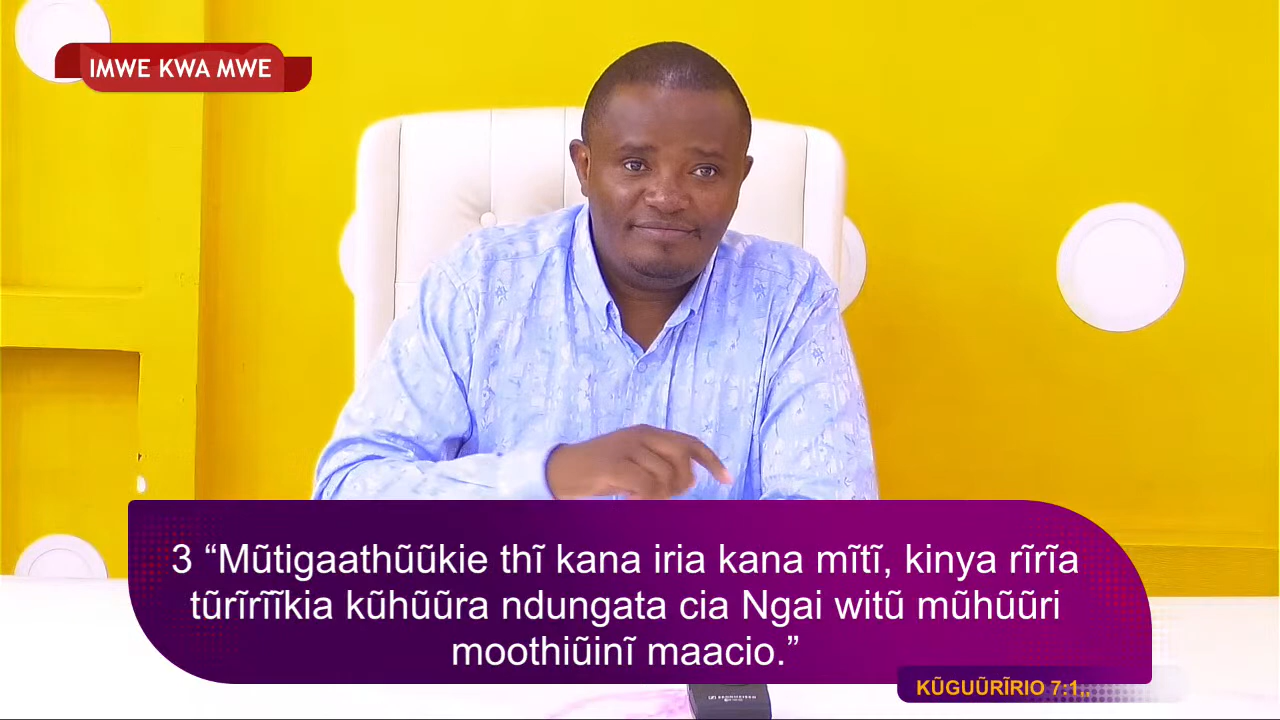 IMWE KWA MWE
3 “Mũtigaathũũkie thĩ kana iria kana mĩtĩ, kinya rĩrĩa
tũrĩrĩĩkia kũhũũra ndungata cia Ngai witũ mũhũũri
moothiũinĩ maacio.”
KŨGUŨRĨRIO 7:1,,